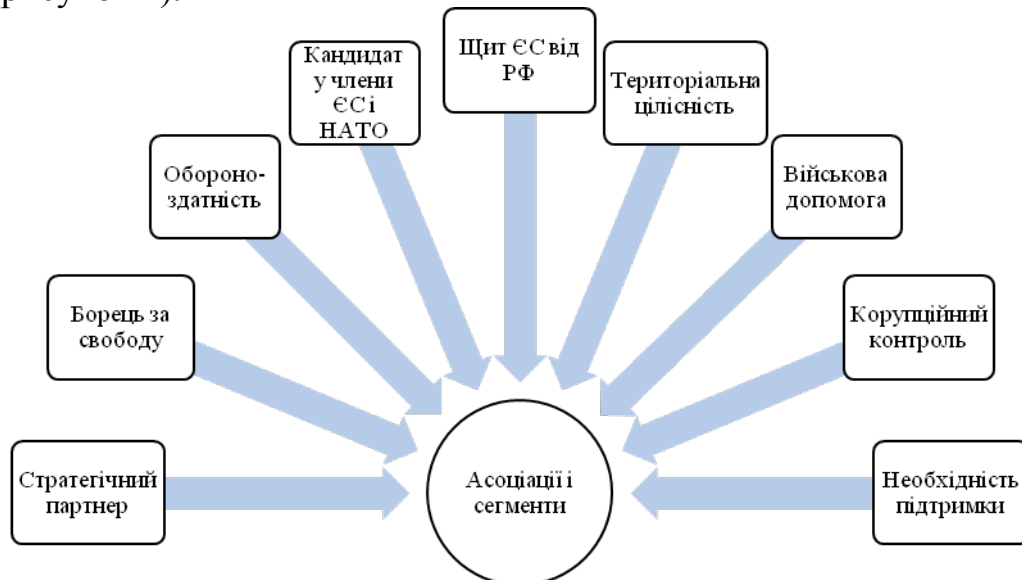 Кандидат
у члени
ЄС і
НАТО
Щит ЄС від
РФ
Територіальна
цілісність
Обороно-
здатність
Військова
допомога
Борець за
свободу
Корупційний
контроль
Стратегічний
партнер
Асоціації і
сегменти
Необхідність
підтримки